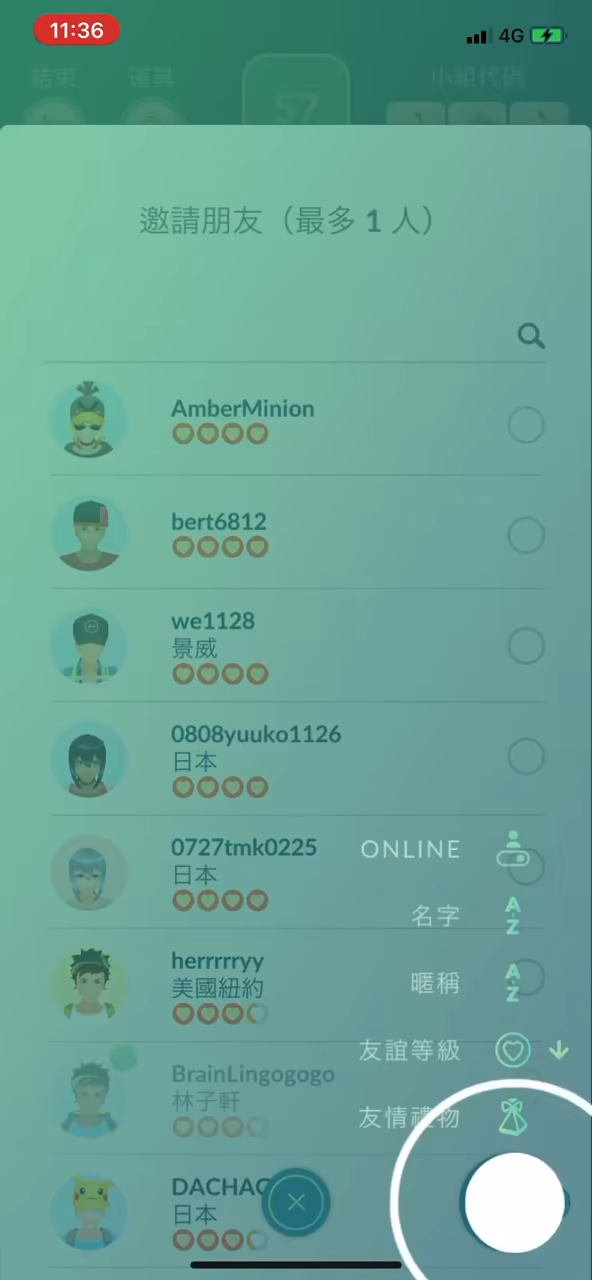 11:36
4G
結束
道具
小組代碼
57
邀請朋友（最多 1 人）
AmberMinion
bert6812
we1128
景威
0808yuuko1126
日本
0727tmk0225
日本
ONLINE
名字
A
Z
herrrrryy
美國紐約
暱稱
A
Z
友誼等級
BrainLingogogo
林子軒
友情禮物
DACHAO
日本